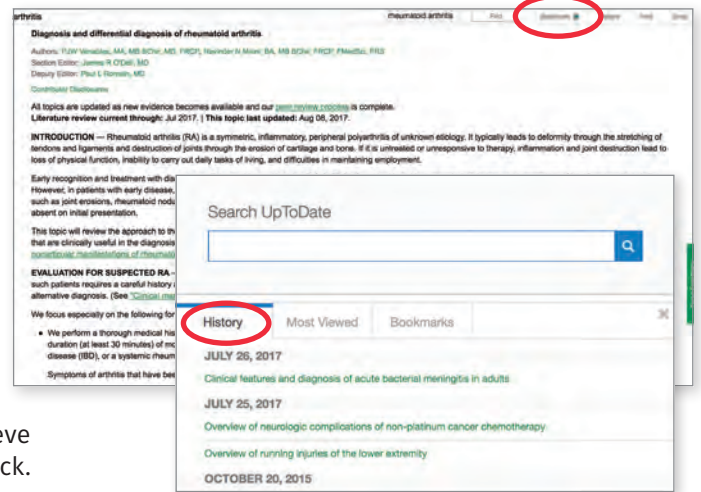 arthritis rheumatoid arthritis Find Bookmark Print
Diagnosis and differential diagnosis of rheumatoid arthritis
Authors: PJW Venables, MA, MB BChir, MD, FRCP, Ravinder N Maini, BA, MB BChir, FRCP, FMedSci, FRS
Section Editor: James R O'Dell, MD
Deputy Editor: Paul L Romain, MD
Contributor Disclosures
All topics are updated as new evidence becomes available and our peer review process is complete.
Literature review current through: Jul 2017. | This topic last updated: Aug 08, 2017.
INTRODUCTION — Rheumatoid arthritis (RA) is a symmetric, inflammatory, peripheral polyarthritis of unknown etiology. It typically leads to deformity through the stretching of
tendons and ligaments and destruction of joints through the erosion of cartilage and bone. If it is untreated or unresponsive to therapy, inflammation and joint destruction lead to
loss of physical function, inability to carry out daily tasks of living, and difficulties in maintaining employment.
Early recognition and treatment with
However, in patients with early disease,
such as joint erosions, rheumatoid
absent on initial presentation.
This topic will review the approach to
that are clinically useful in the diagnosis
nonarticular manifestations of
EVALUATION FOR SUSPECTED RA –
such patients requires a careful history
alternative diagnosis. (See "Clinical
We focus especially on the following for
• We perform a thorough medical
duration (at least 30 minutes) of
disease (IBD), or a systemic
Symptoms of arthritis that have
Search UpToDate
History Most Viewed Bookmarks
JULY 26, 2017
Clinical features and diagnosis of acute bacterial meningitis in adults
JULY 25, 2017
Overview of neurologic complications of non-platinum cancer chemotherapy
Overview of running injuries of the lower extremity
OCTOBER 20, 2015
eve
ck.